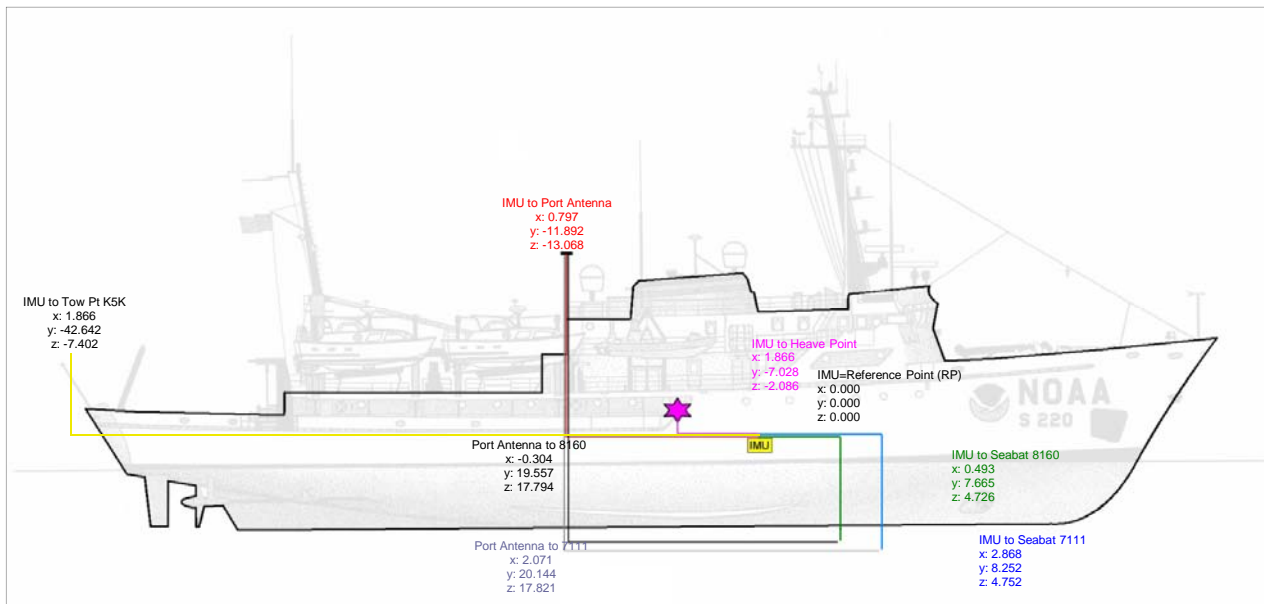 IMU to Port Antenna
x: 0.797
y: -11.892
z: -13.068
IMU to Tow Pt K5K
x: 1.866
y: -42.642
z: -7.402
IMU to Heave Point
x: 1.866
y: -7.028
z: -2.086
IMU=Reference Point (RP)
x: 0.000
y: 0.000
z: 0.000
NOAA
S 220
IMU
Port Antenna to 8160
x: -0.304
y: 19.557
z: 17.794
IMU to Seabat 8160
x: 0.493
y: 7.665
z: 4.726
Port Antenna to 7111
x: 2.071
y: 20.144
z: 17.821
IMU to Seabat 7111
x: 2.868
y: 8.252
z: 4.752